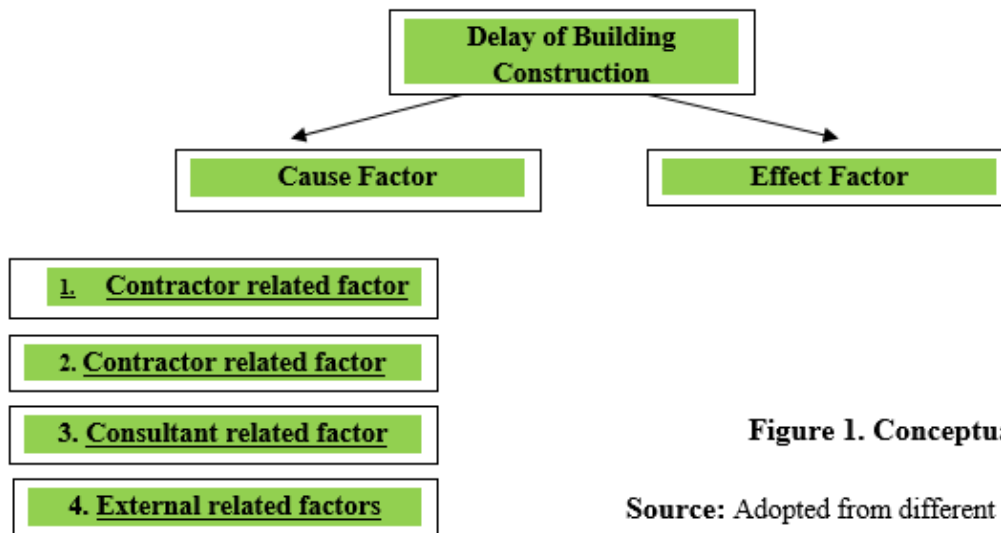 Delay of Building
Construction
Cause Factor
Effect Factor
1. Contractor related factor
2. Contractor related factor
3. Consultant related factor
4. External related factors
Figure 1.
Source: Adopted from different